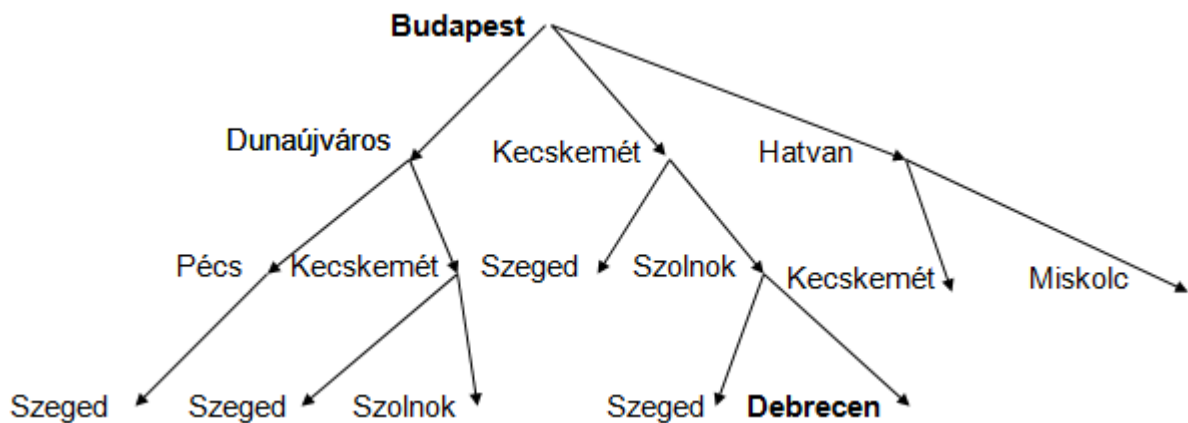 Budapest
Dunaújváros Kecskemét Hatvan
Pécs Kecskemét Szeged Szolnok Kecskemét Miskolc
Szeged Szeged Szolnok Szeged Debrecen